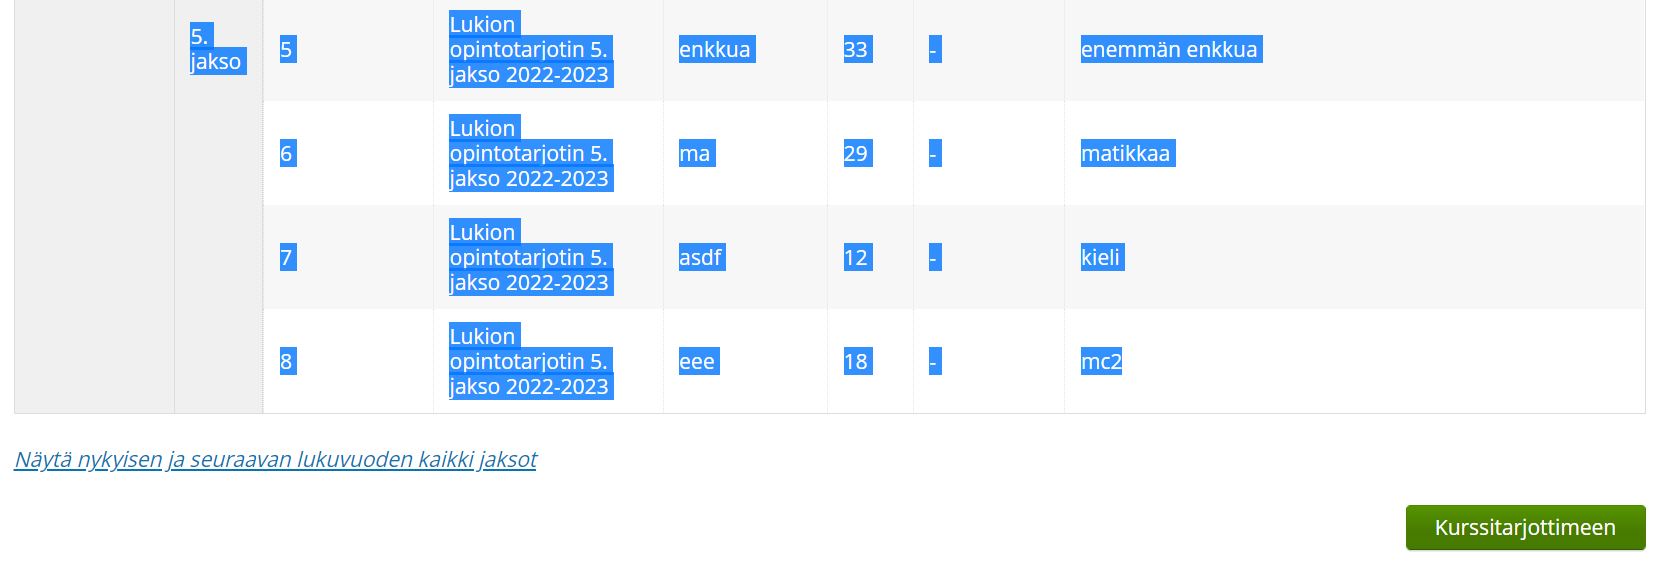 5.
jakso
5
Lukion
opintotarjotin 5.
jakso 2022-2023
enkkua
33
-
enemmän enkkua
6
Lukion
opintotarjotin 5.
jakso 2022-2023
ma
29
-
matikkaa
7
Lukion
opintotarjotin 5.
jakso 2022-2023
asdf
12
-
kieli
8
Lukion
opintotarjotin 5.
jakso 2022-2023
eee
18
-
mc2
Näytä nykyisen ja seuraavan lukuvuoden kaikki jaksot
Kurssitarjottimeen